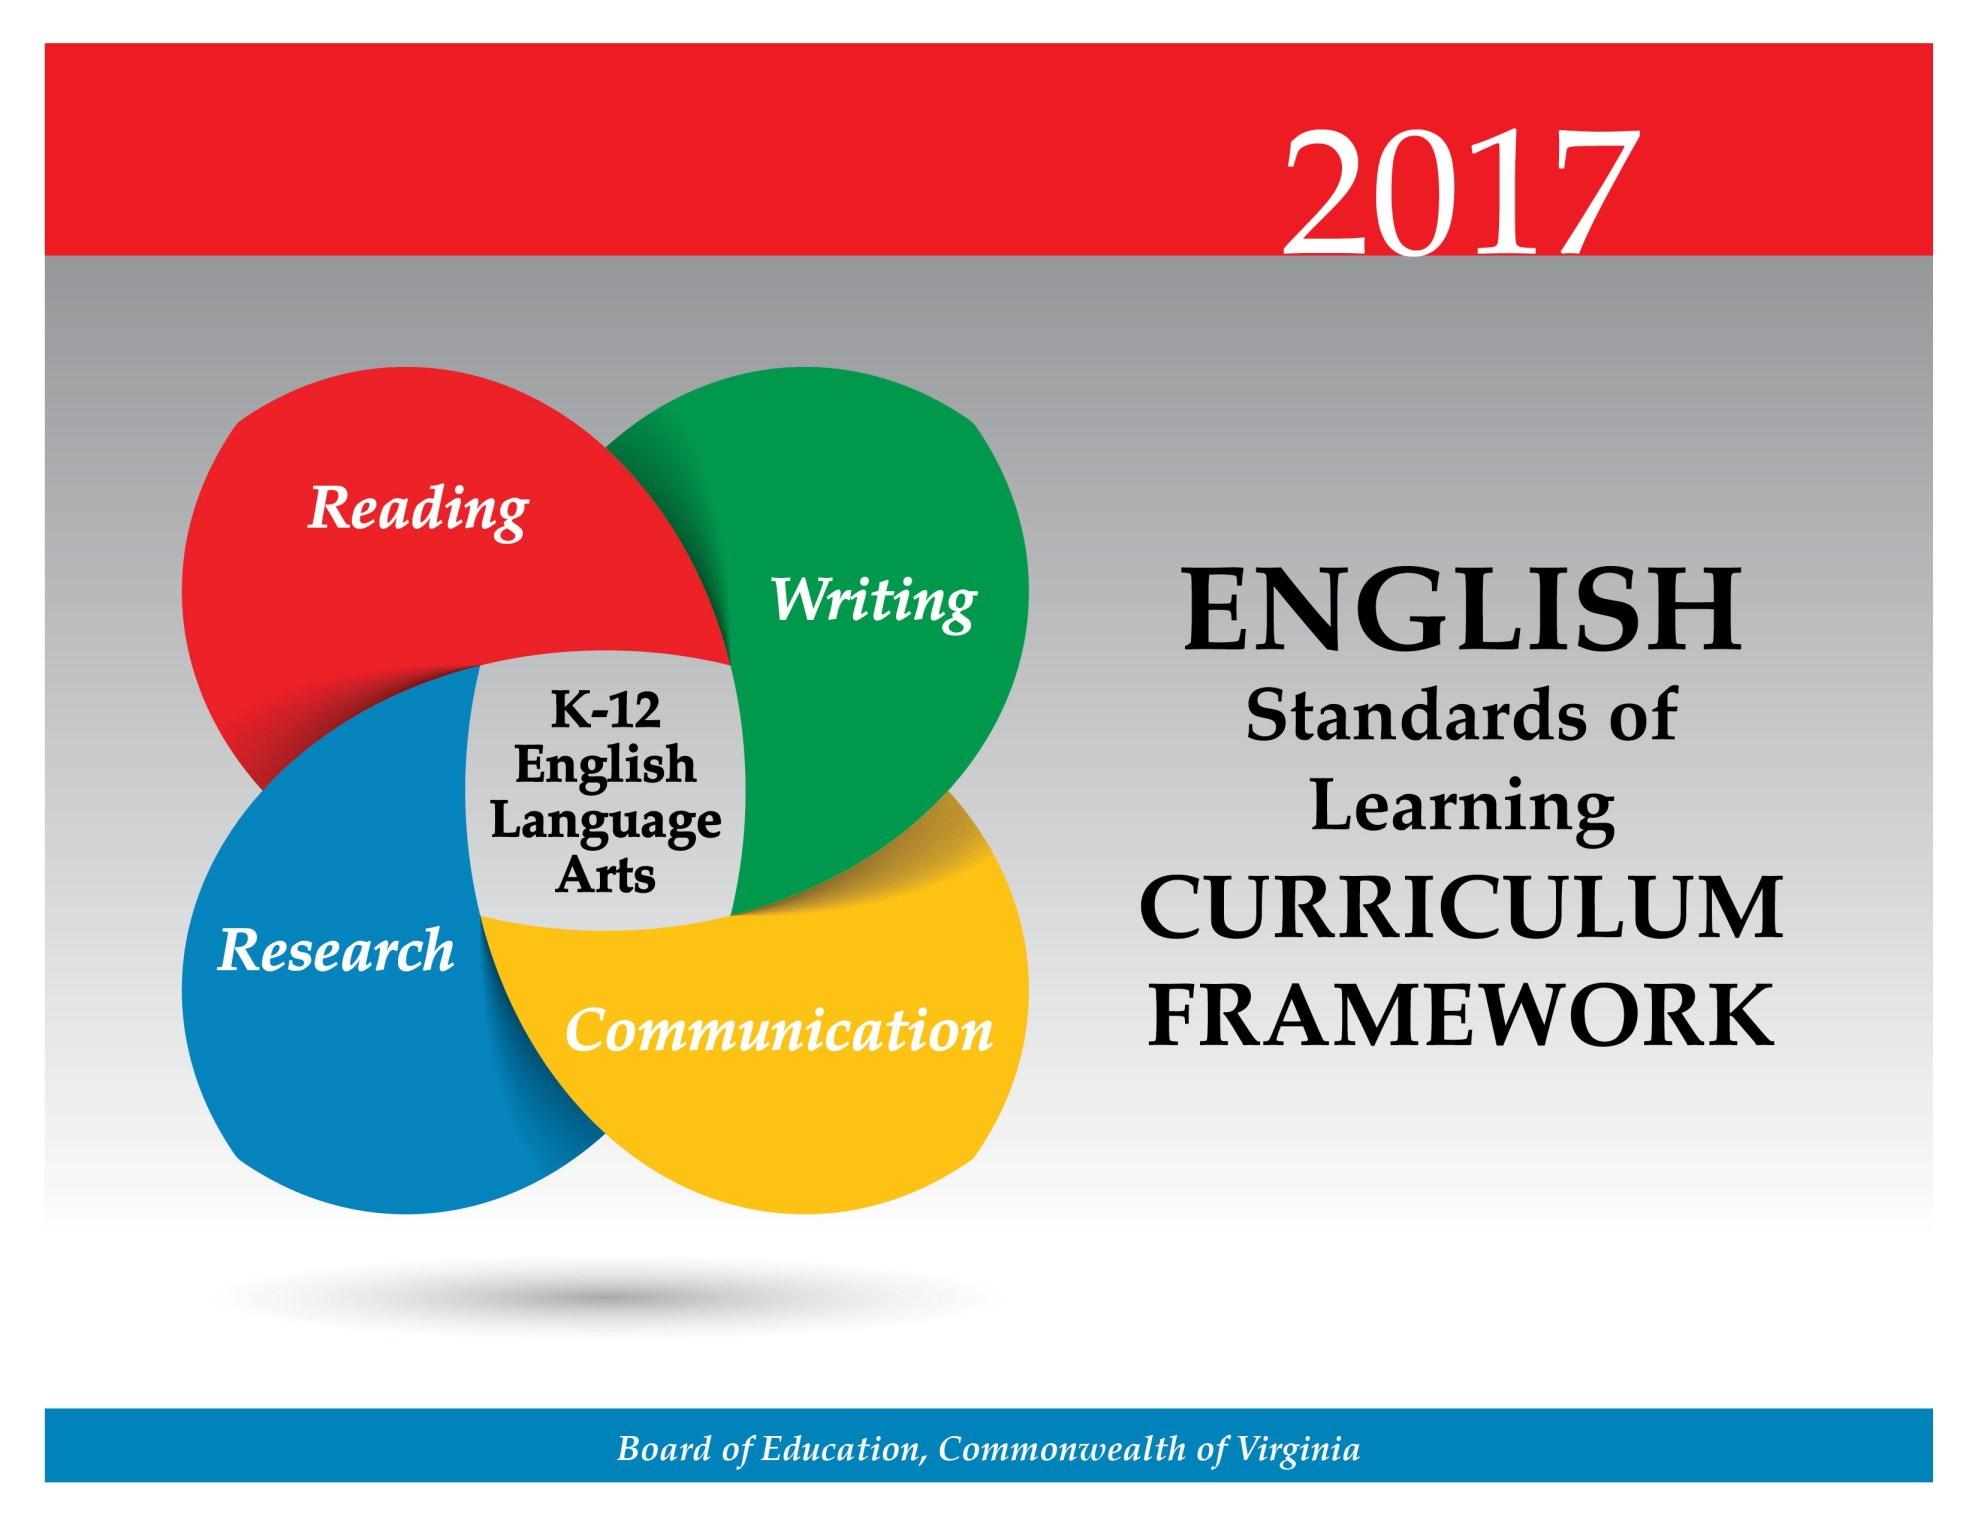 2017
Reading
Writing
K-12
English
Language
Arts
Research
Communication
ENGLISH
Standards of
Learning
CURRICULUM
FRAMEWORK
Board of Education, Commonwealth of Virginia